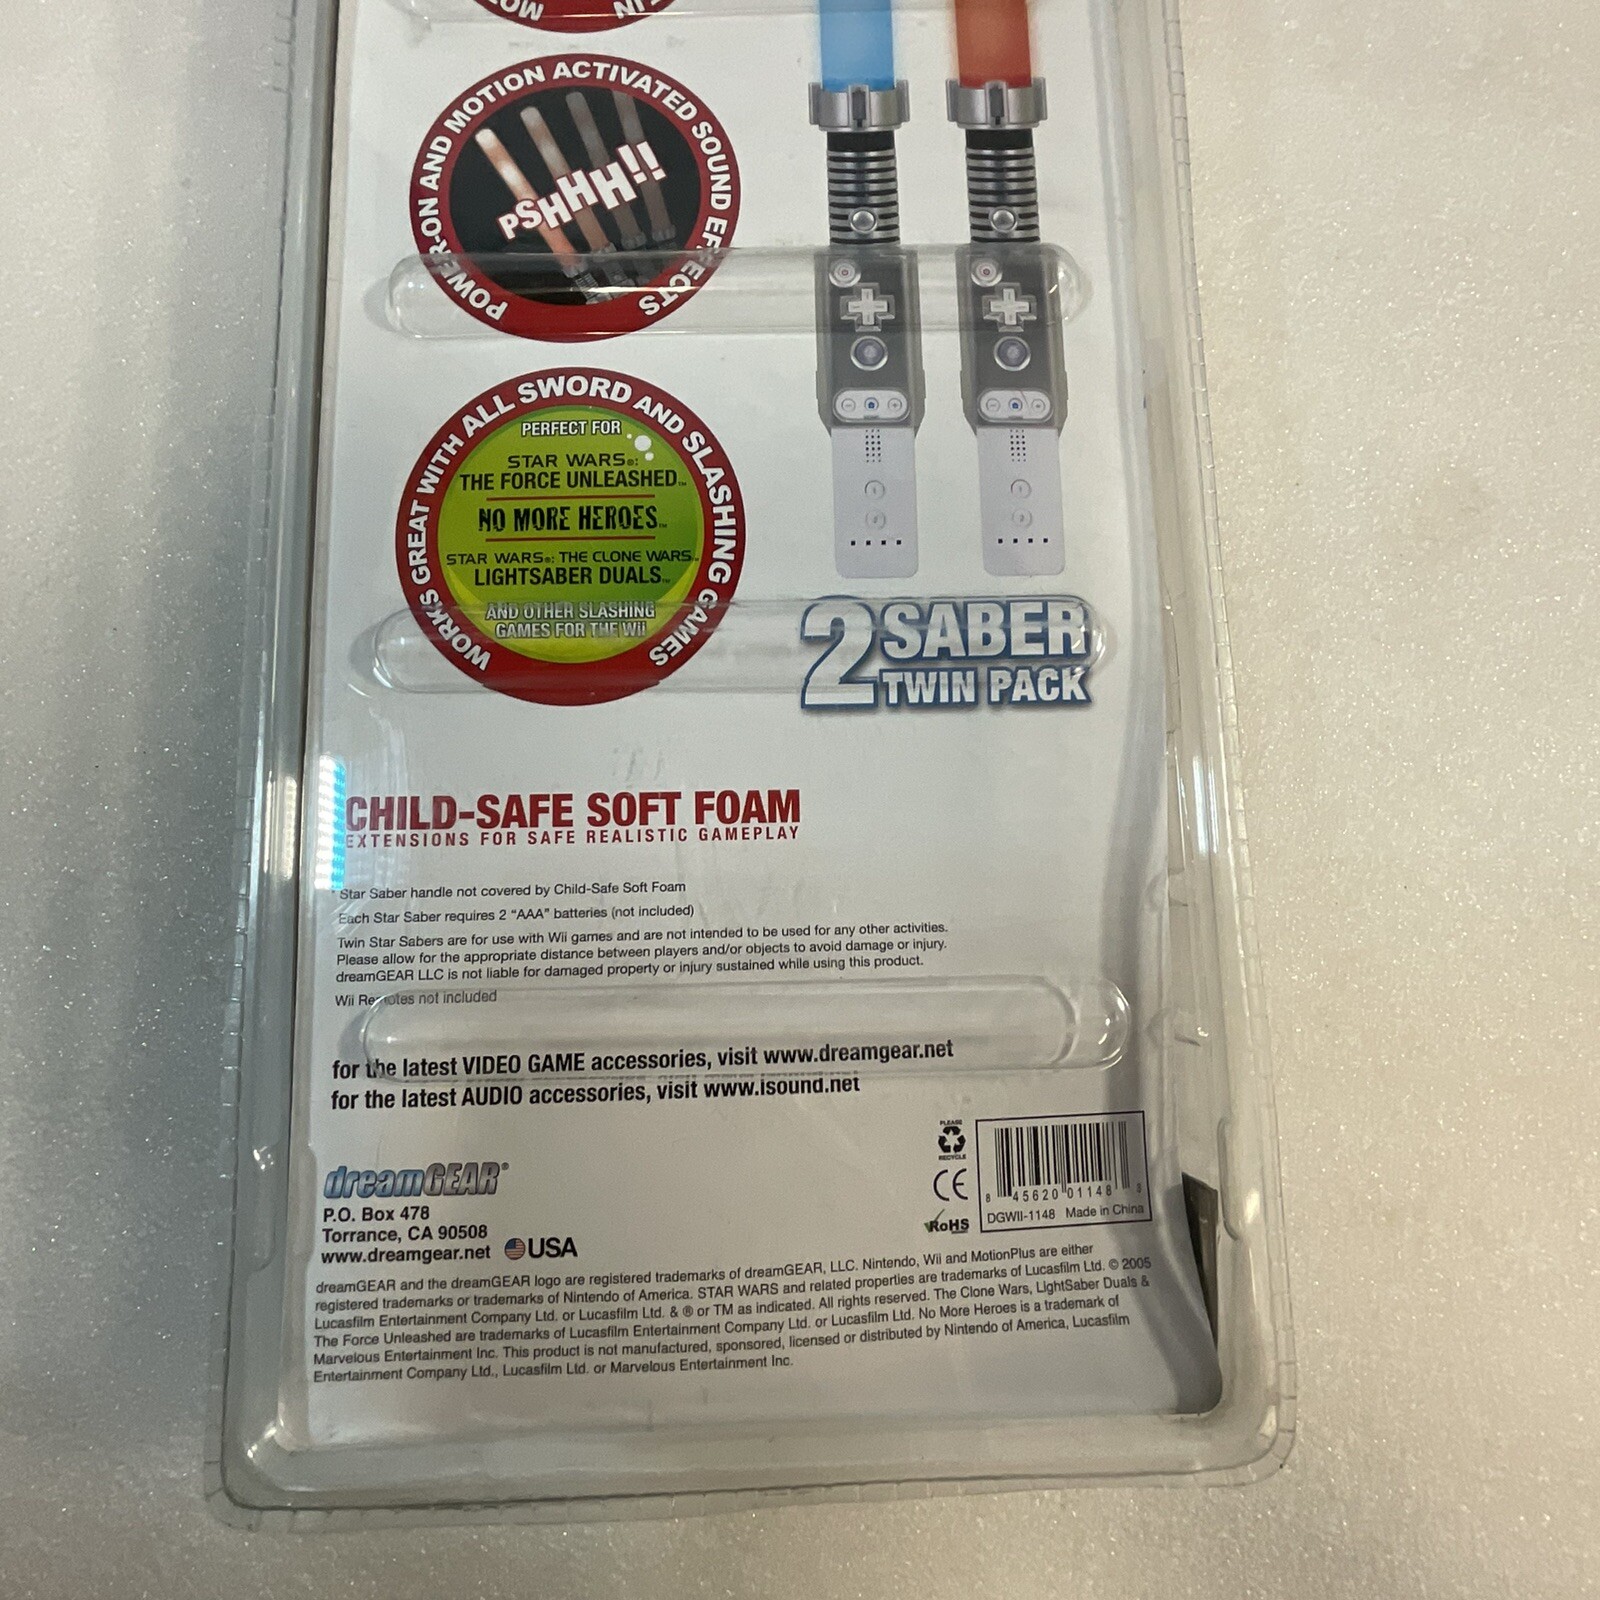 POWER-ON AND MOTION ACTIVATED SOUND EFFECTS
PSHHH!!
WORKS GREAT WITH ALL SWORD AND SLASHING GAMES
PERFECT FOR
STAR WARS®:
THE FORCE UNLEASHED™
NO MORE HEROES™
STAR WARS®: THE CLONE WARS™
LIGHTSABER DUALS™
AND OTHER SLASHING
GAMES FOR THE Wii
2 SABER
TWIN PACK
CHILD-SAFE SOFT FOAM
EXTENSIONS FOR SAFE REALISTIC GAMEPLAY
* Star Saber handle not covered by Child-Safe Soft Foam
Each Star Saber requires 2 "AAA" batteries (not included)
Twin Star Sabers are for use with Wii games and are not intended to be used for any other activities.
Please allow for the appropriate distance between players and/or objects to avoid damage or injury.
dreamGEAR LLC is not liable for damaged property or injury sustained while using this product.
Wii Remotes not included
for the latest VIDEO GAME accessories, visit www.dreamgear.net
for the latest AUDIO accessories, visit www.isound.net
PLEASE
RECYCLE
CE
RoHS
8 45620 01148 8
DGWII-1148 Made in China
dreamGEAR®
P.O. Box 478
Torrance, CA 90508
www.dreamgear.net USA
dreamGEAR and the dreamGEAR logo are registered trademarks of dreamGEAR, LLC. Nintendo, Wii and MotionPlus are either
registered trademarks or trademarks of Nintendo of America. STAR WARS and related properties are trademarks of Lucasfilm Ltd. © 2005
Lucasfilm Entertainment Company Ltd. or Lucasfilm Ltd. & ® or TM as indicated. All rights reserved. The Clone Wars, LightSaber Duals &
The Force Unleashed are trademarks of Lucasfilm Entertainment Company Ltd. or Lucasfilm Ltd. No More Heroes is a trademark of
Marvelous Entertainment Inc. This product is not manufactured, sponsored, licensed or distributed by Nintendo of America, Lucasfilm
Entertainment Company Ltd., Lucasfilm Ltd. or Marvelous Entertainment Inc.